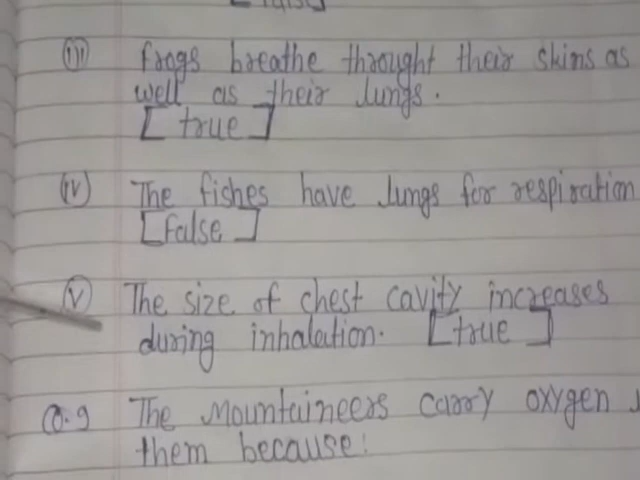 (iii) frogs breathe throught their skins as
well as their lungs.
[ true ]
(iv) The fishes have lungs for respiration
[False]
(v) The size of chest cavity increases
during inhalation. [true]
Q.9 The Mountaineers carry oxygen
them because: